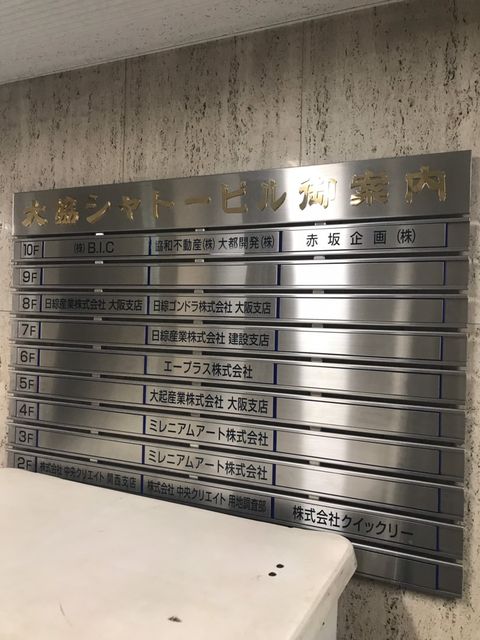 大協シャトービル御案内
10F (株)B.I.C 協和不動産(株) 大都開発(株) 赤坂企画(株)
9F
8F 日綜産業株式会社 大阪支店 日綜ゴンドラ株式会社 大阪支店
7F 日綜産業株式会社 建設支店
6F エープラス株式会社
5F 大起産業株式会社 大阪支店
4F ミレニアムアート株式会社
3F ミレニアムアート株式会社
2F 株式会社 中央クリエイト 関西支店 株式会社 中央クリエイト 用地調査部 株式会社クイックリー